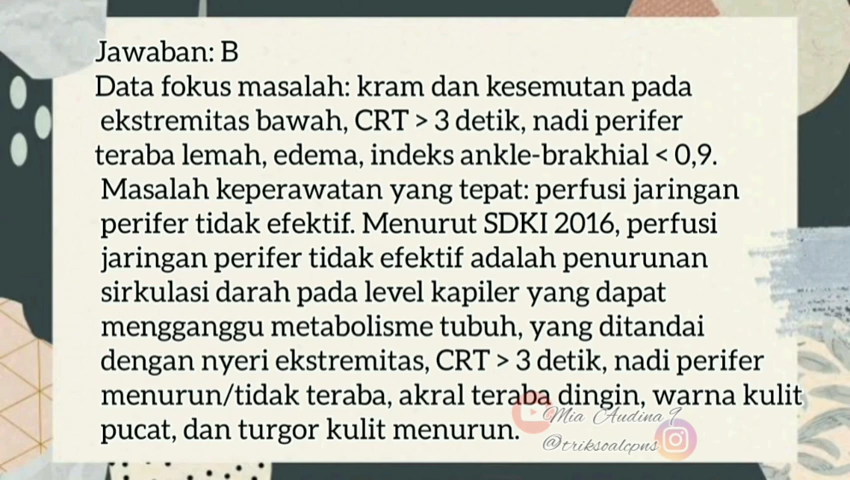 Jawaban: B
Data fokus masalah: kram dan kesemutan pada
ekstremitas bawah, CRT > 3 detik, nadi perifer
teraba lemah, edema, indeks ankle-brakhial < 0,9.
Masalah keperawatan yang tepat: perfusi jaringan
perifer tidak efektif. Menurut SDKI 2016, perfusi
jaringan perifer tidak efektif adalah penurunan
sirkulasi darah pada level kapiler yang dapat
mengganggu metabolisme tubuh, yang ditandai
dengan nyeri ekstremitas, CRT > 3 detik, nadi perifer
menurun/tidak teraba, akral teraba dingin, warna kulit
pucat, dan turgor kulit menurun.
Mia Audina 9
@triksoalcpns